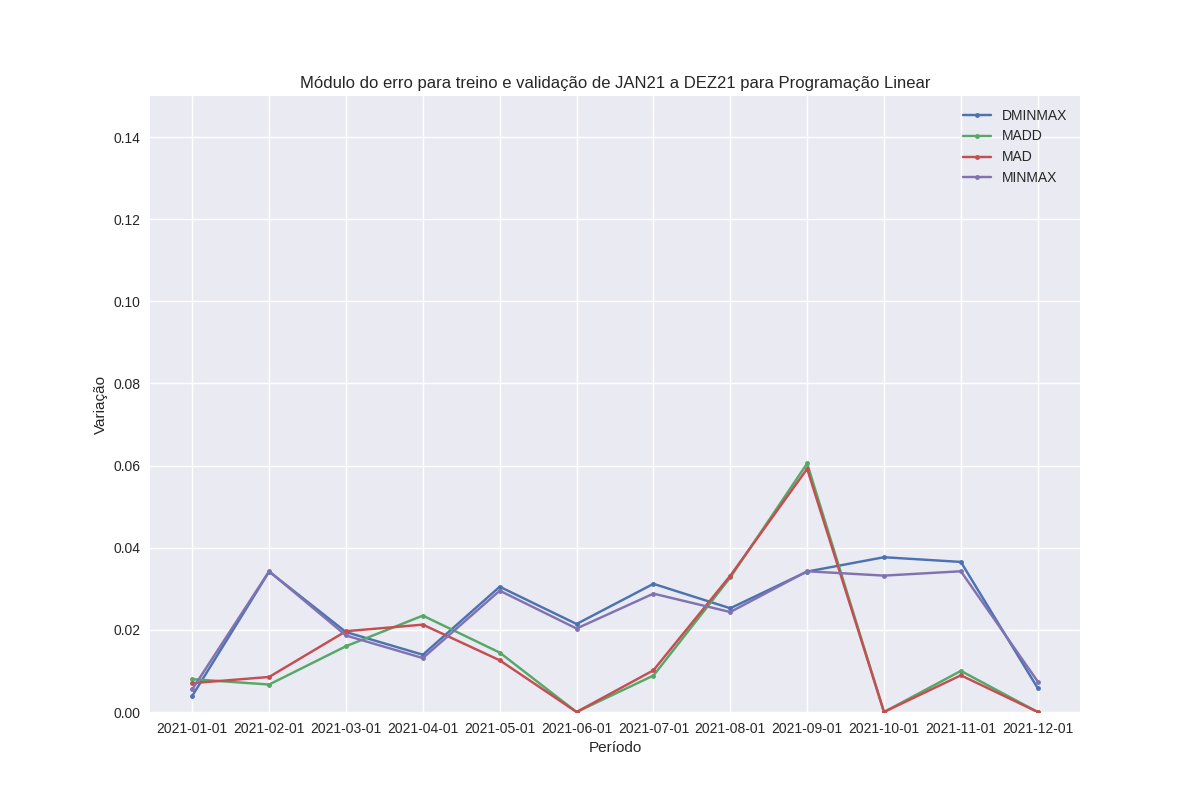 Módulo do erro para treino e validação de JAN21 a DEZ21 para Programação Linear
DMINMAX
MADD
MAD
MINMAX
0.14
0.12
0.10
0.08
0.06
0.04
0.02
0.00
Variação
2021-01-01 2021-02-01 2021-03-01 2021-04-01 2021-05-01 2021-06-01 2021-07-01 2021-08-01 2021-09-01 2021-10-01 2021-11-01 2021-12-01
Período